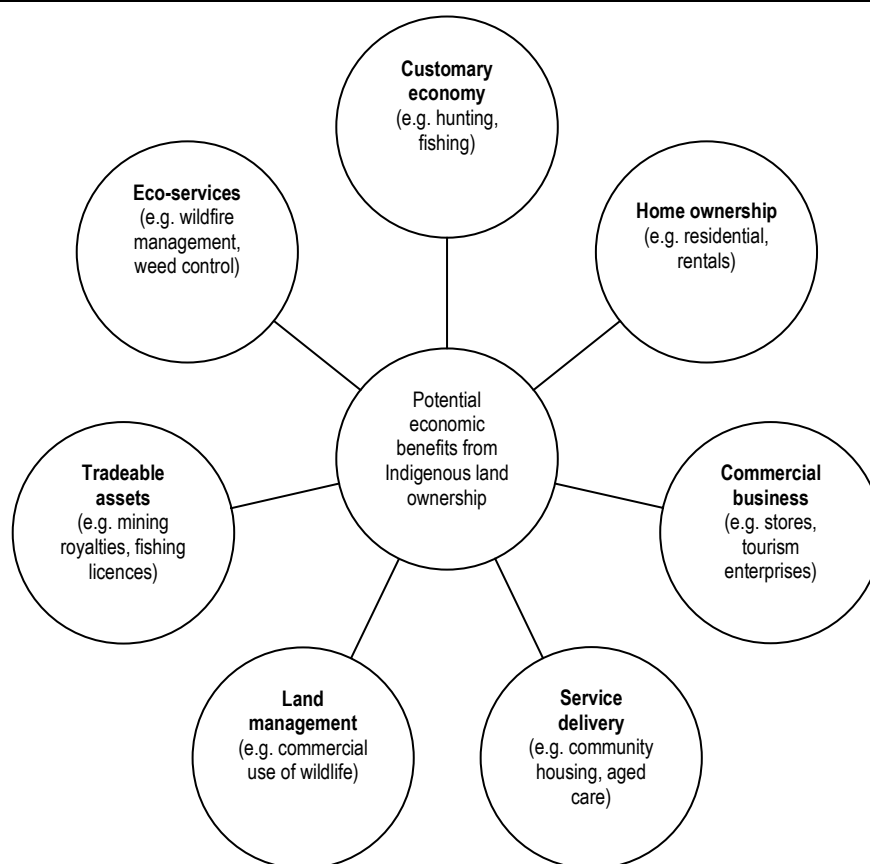 Customary
economy
(e.g. hunting,
fishing)
Eco-services
(e.g. wildfire
management,
weed control)
Home ownership
(e.g. residential,
rentals)
Potential
economic
benefits from
Indigenous land
ownership
Tradeable
assets
(e.g. mining
royalties, fishing
licences)
Commercial
business
(e.g. stores,
tourism
enterprises)
Land
management
(e.g. commercial
use of wildlife)
Service
delivery
(e.g. community
housing, aged
care)